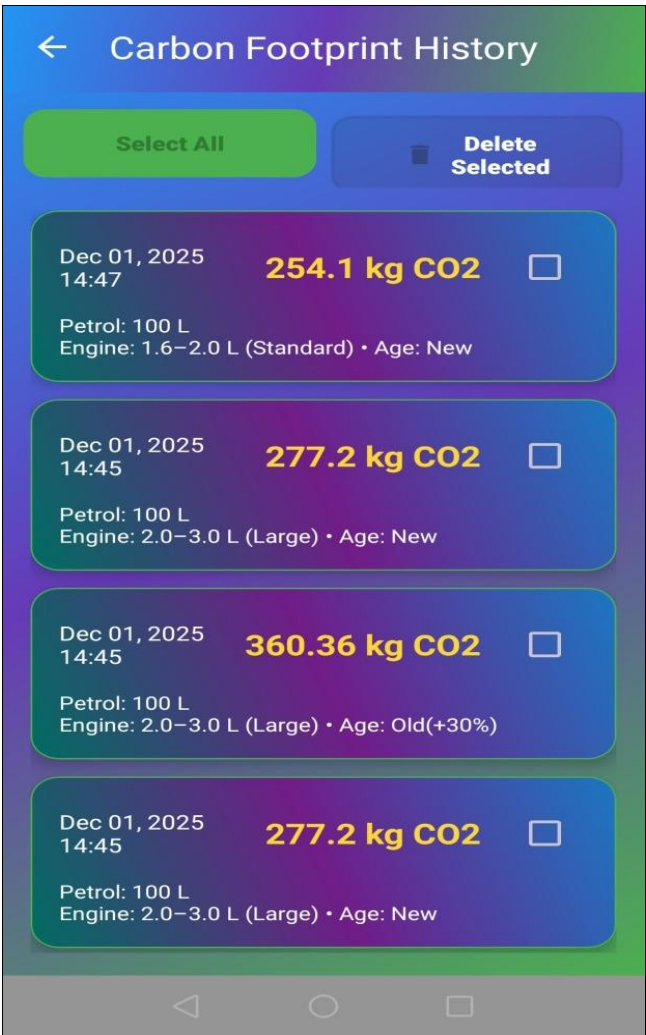 Carbon Footprint History
Select All
Delete
Selected
Dec 01, 2025
14:47
254.1 kg CO2
Petrol: 100 L
Engine: 1.6–2.0 L (Standard) • Age: New
Dec 01, 2025
14:45
277.2 kg CO2
Petrol: 100 L
Engine: 2.0–3.0 L (Large) • Age: New
Dec 01, 2025
14:45
360.36 kg CO2
Petrol: 100 L
Engine: 2.0–3.0 L (Large) • Age: Old(+30%)
Dec 01, 2025
14:45
277.2 kg CO2
Petrol: 100 L
Engine: 2.0–3.0 L (Large) • Age: New